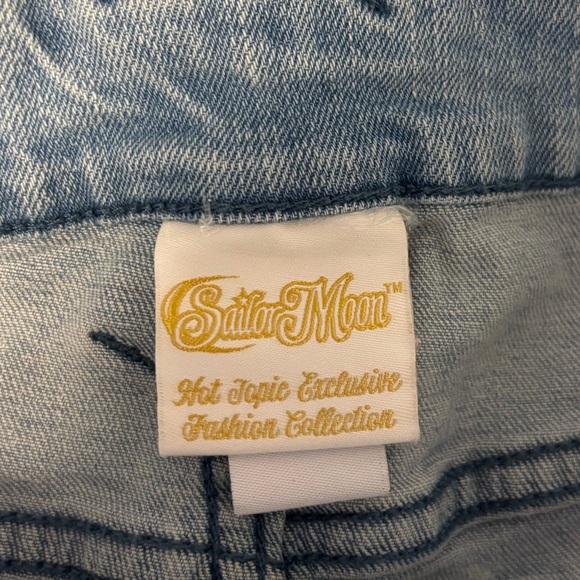 Sailor Moon™
Hot Topic Exclusive
Fashion Collection